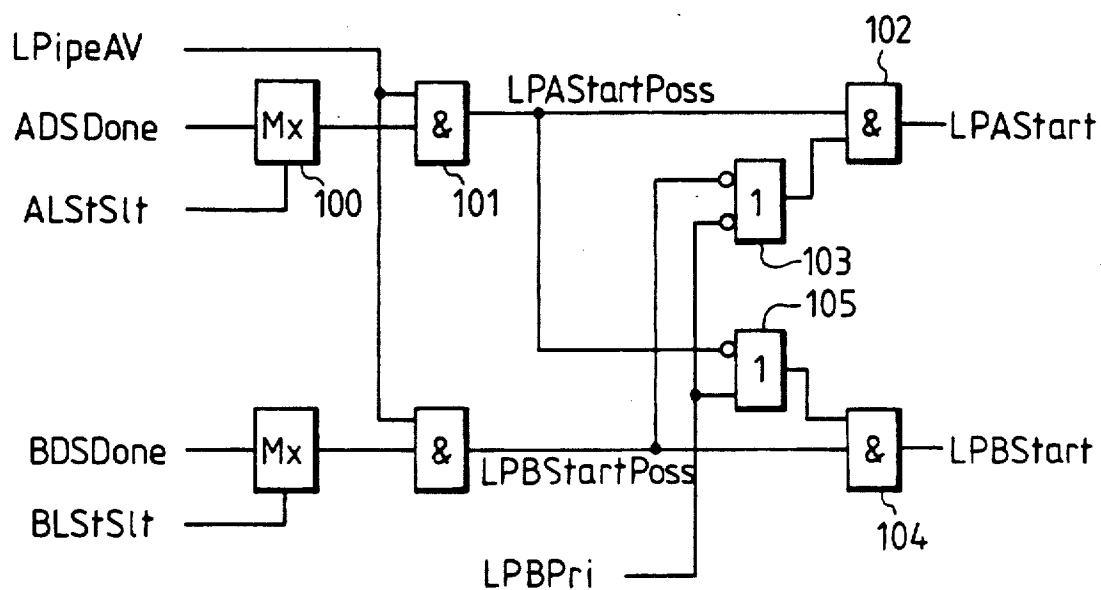 LPipeAV
102
ADSDone
Mx
&
LPAStartPoss
&
LPAStart
ALStSlt
100
101
1
103
105
1
BDSDone
Mx
&
LPBStartPoss
&
LPBStart
BLStSlt
104
LPBPri